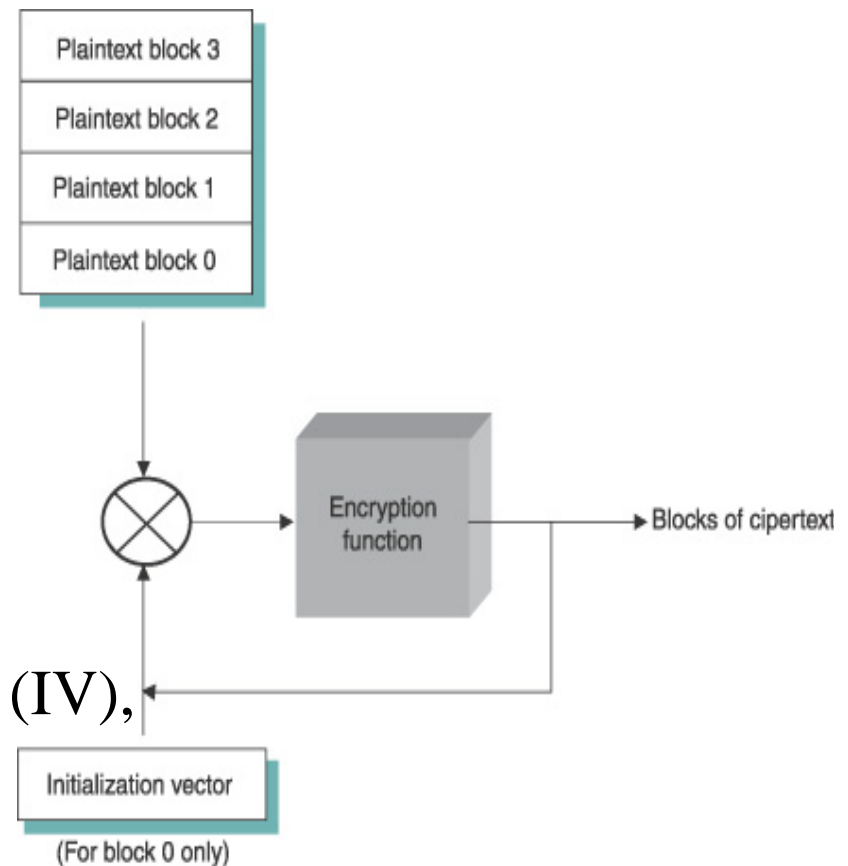 Plaintext block 3
Plaintext block 2
Plaintext block 1
Plaintext block 0
Encryption
function
Blocks of cipertext
(IV),
Initialization vector
(For block 0 only)